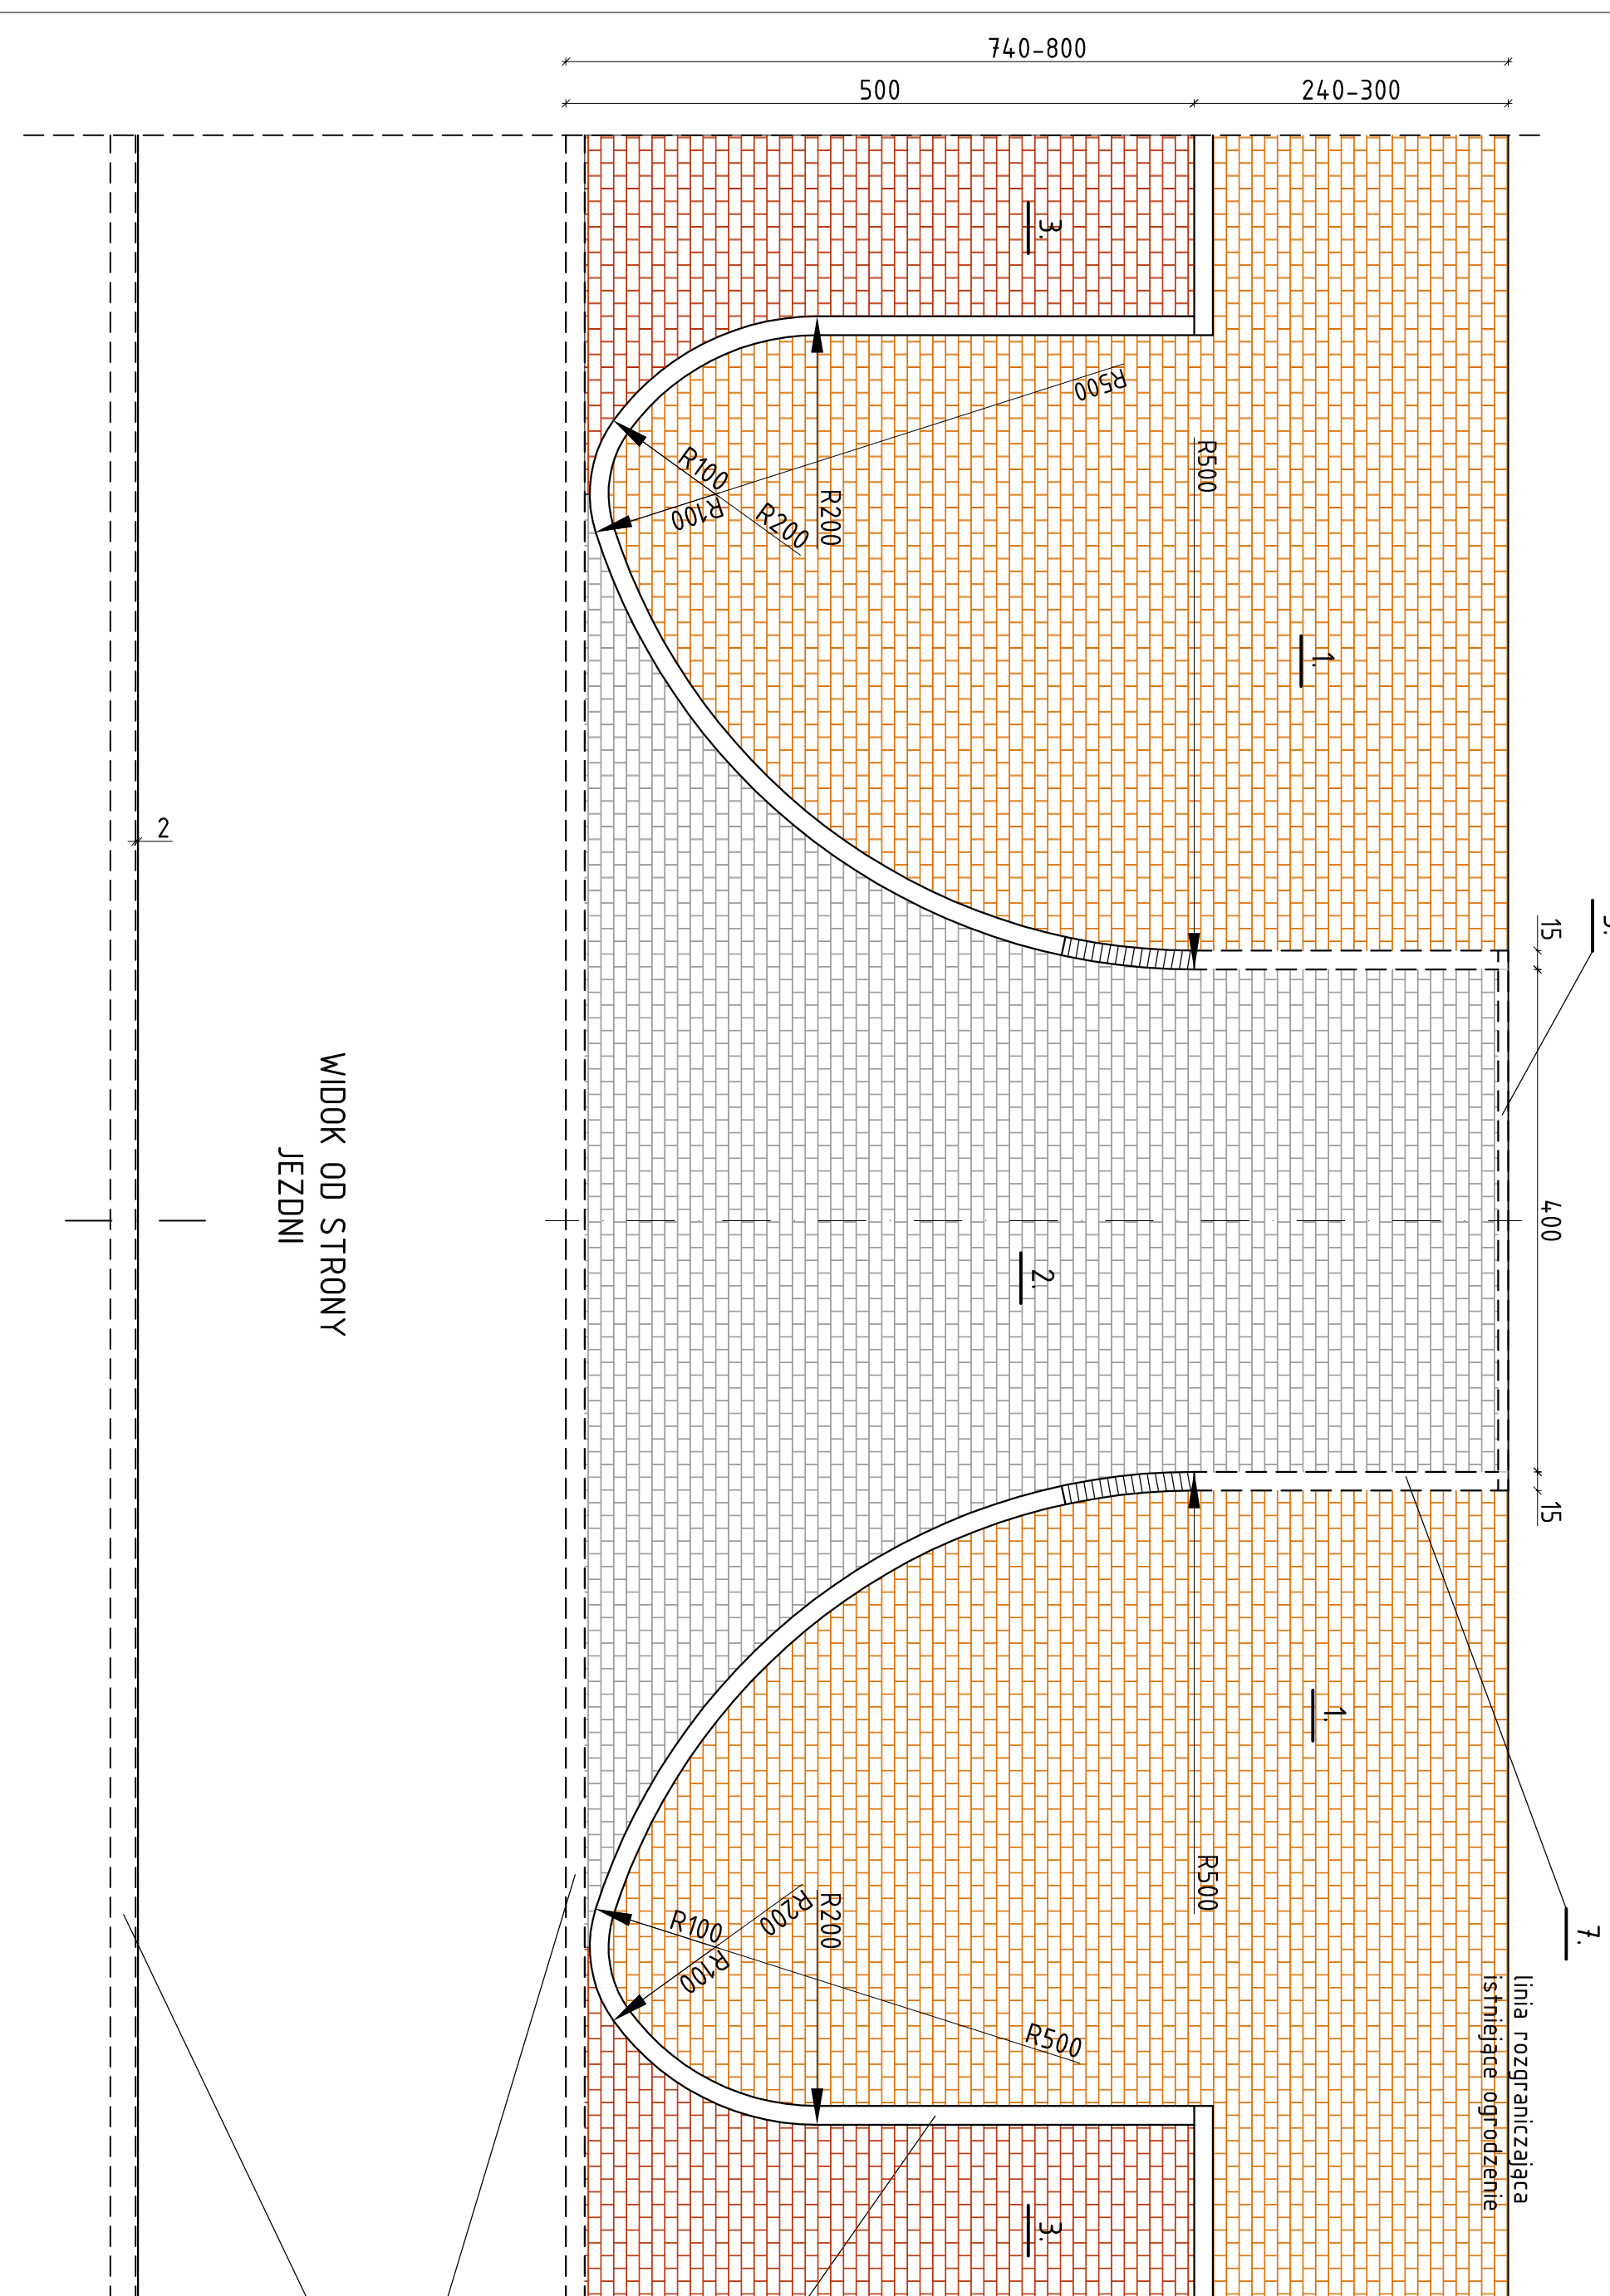 740-800
500
240-300
3.
R500
R500
R100
R100
R200
R200
1.
2
15
400
15
WIDOK OD STRONY
JEZDNI
2.
1.
R500
R200
R200
R100
R100
R500
7.
linia rozgraniczająca
istniejące ogrodzenie
3.